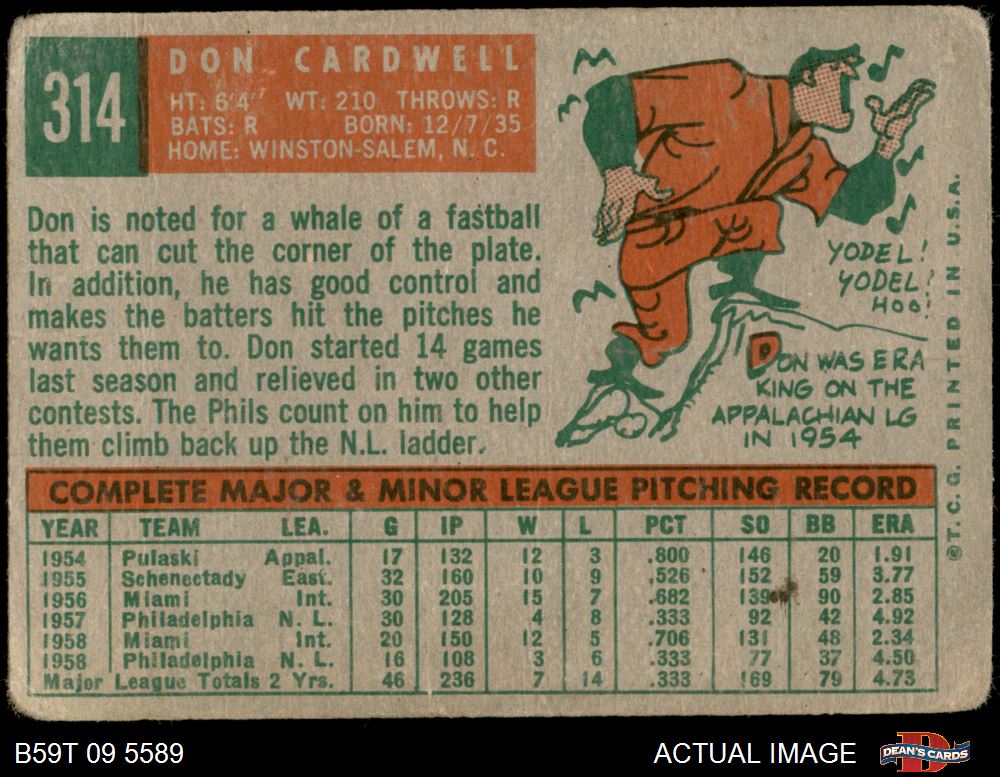 314
DON CARDWELL
HT: 6'4" WT: 210 THROWS: R
BATS: R BORN: 12/7/35
HOME: WINSTON-SALEM, N. C.
Don is noted for a whale of a fastball
that can cut the corner of the plate.
In addition, he has good control and
makes the batters hit the pitches he
wants them to. Don started 14 games
last season and relieved in two other
contests. The Phils count on him to help
them climb back up the N.L. ladder.
YODEL!
YODEL!
HOO!
DON WAS ERA
KING ON THE
APPALACHIAN LG
IN 1954
©T. C. G. PRINTED IN U.S.A.
COMPLETE MAJOR & MINOR LEAGUE PITCHING RECORD
YEAR TEAM LEA. G IP W L PCT SO BB ERA
1954 Pulaski Appal. 17 132 12 3 .800 146 20 1.91
1955 Schenectady East. 32 160 10 9 .526 152 59 3.77
1956 Miami Int. 30 205 15 7 .682 139 90 2.85
1957 Philadelphia N. L. 30 128 4 8 .333 92 42 4.92
1958 Miami Int. 20 150 12 5 .706 131 48 2.34
1958 Philadelphia N. L. 16 108 3 6 .333 77 37 4.50
Major League Totals 2 Yrs. 46 236 7 14 .333 169 79 4.73
B59T 09 5589
ACTUAL IMAGE
DEAN'S CARDS